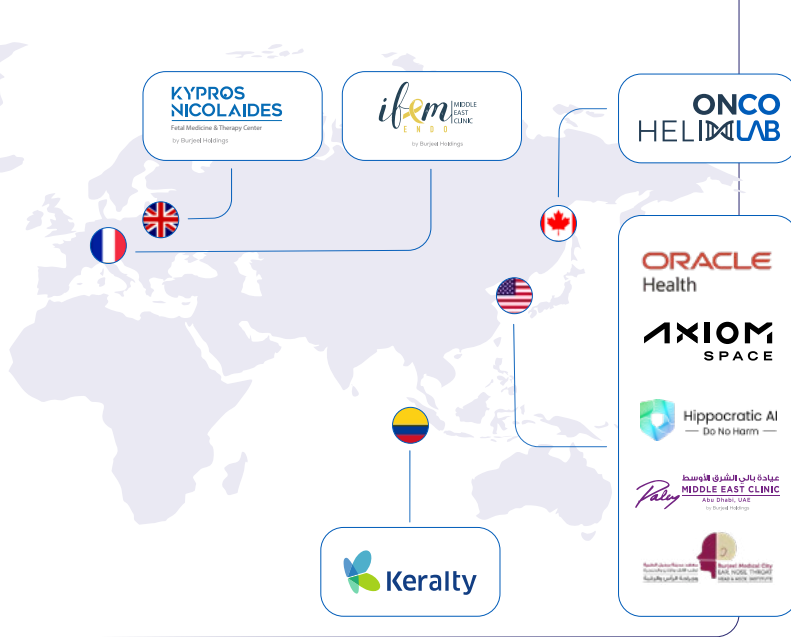 KYPROS
NICOLAIDES
Fetal Medicine & Therapy Center
by Burjeel Holdings
ifem
ENDO
MIDDLE
EAST
CLINIC
by Burjeel Holdings
ONCO
HELIXLAB
ORACLE
Health
AXIOM
SPACE
Hippocratic AI
Do No Harm
عيادة بالي الشرق الأوسط
Paley
MIDDLE EAST CLINIC
Abu Dhabi, UAE
by Burjeel Holdings
Burjeel Medical City
EAR, NOSE, THROAT
HEAD & NECK INSTITUTE
Keralty